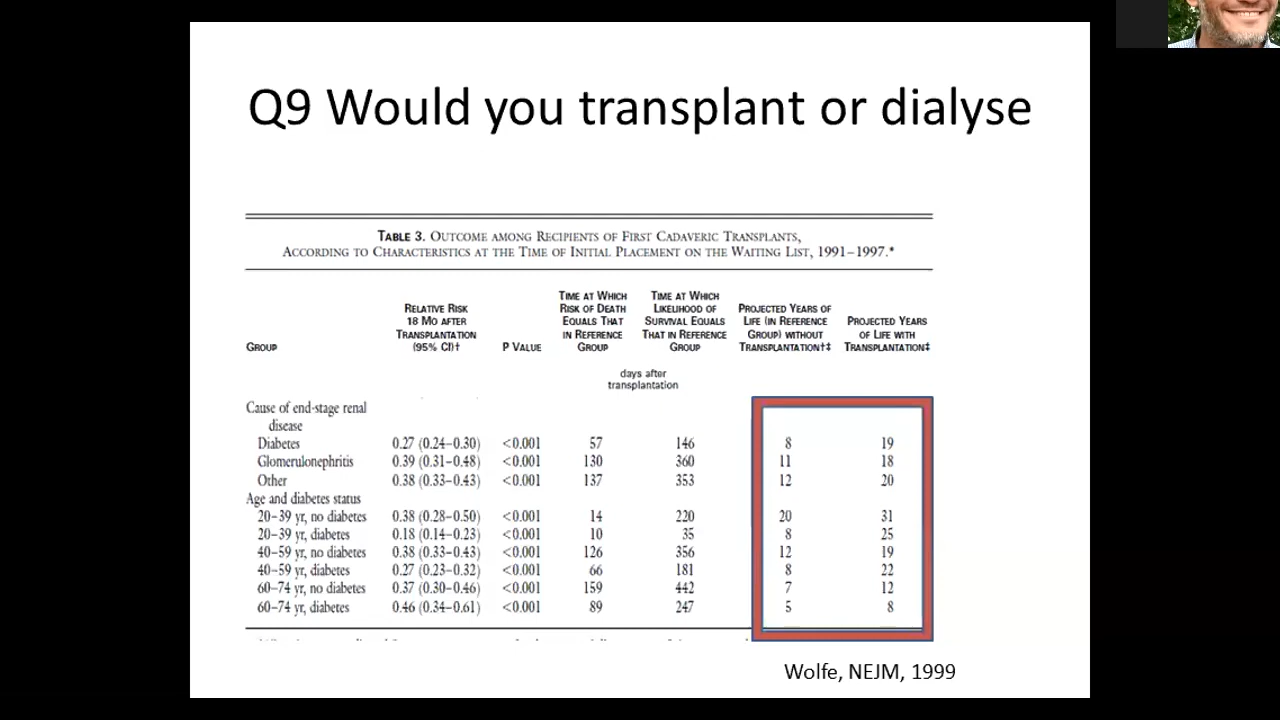 Q9 Would you transplant or dialyse
TABLE 3. OUTCOME AMONG RECIPIENTS OF FIRST CADAVERIC TRANSPLANTS,
ACCORDING TO CHARACTERISTICS AT THE TIME OF INITIAL PLACEMENT ON THE WAITING LIST, 1991–1997.*
GROUP
RELATIVE RISK
18 MO AFTER
TRANSPLANTATION
(95% CI)†
P VALUE
TIME AT WHICH
RISK OF DEATH
EQUALS THAT
IN REFERENCE
GROUP
TIME AT WHICH
LIKELIHOOD OF
SURVIVAL EQUALS
THAT IN REFERENCE
GROUP
PROJECTED YEARS OF
LIFE (IN REFERENCE
GROUP) WITHOUT
TRANSPLANTATION†‡
PROJECTED YEARS
OF LIFE WITH
TRANSPLANTATION‡
days after
transplantation
Cause of end-stage renal
disease
Diabetes 0.27 (0.24–0.30) <0.001 57 146 8 19
Glomerulonephritis 0.39 (0.31–0.48) <0.001 130 360 11 18
Other 0.38 (0.33–0.43) <0.001 137 353 12 20
Age and diabetes status
20–39 yr, no diabetes 0.38 (0.28–0.50) <0.001 14 220 20 31
20–39 yr, diabetes 0.18 (0.14–0.23) <0.001 10 35 8 25
40–59 yr, no diabetes 0.38 (0.33–0.43) <0.001 126 356 12 19
40–59 yr, diabetes 0.27 (0.23–0.32) <0.001 66 181 8 22
60–74 yr, no diabetes 0.37 (0.30–0.46) <0.001 159 442 7 12
60–74 yr, diabetes 0.46 (0.34–0.61) <0.001 89 247 5 8
Wolfe, NEJM, 1999